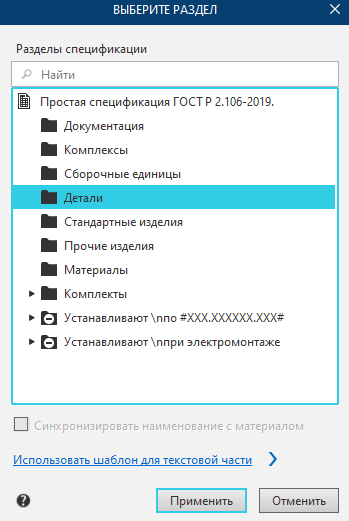 ВЫБЕРИТЕ РАЗДЕЛ
Разделы спецификации
Найти
Простая спецификация ГОСТ Р 2.106-2019.
Документация
Комплексы
Сборочные единицы
Детали
Стандартные изделия
Прочие изделия
Материалы
Комплекты
Устанавливают \nпо #XXX.XXXXXX.XXX#
Устанавливают \nпри электромонтаже
Синхронизировать наименование с материалом
Использовать шаблон для текстовой части
Применить
Отменить